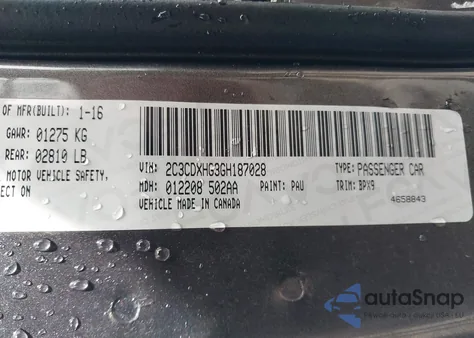 OF MFR(BUILT): 1-16
GAWR: 01275 KG
REAR: 02810 LB
MOTOR VEHICLE SAFETY,
ECT ON
VIN: 2C3CDXHG3GH187028
TYPE: PASSENGER CAR
MDH: 012208 502AA
PAINT: PAU
TRIM: BPX9
VEHICLE MADE IN CANADA
4658843
autoSnap